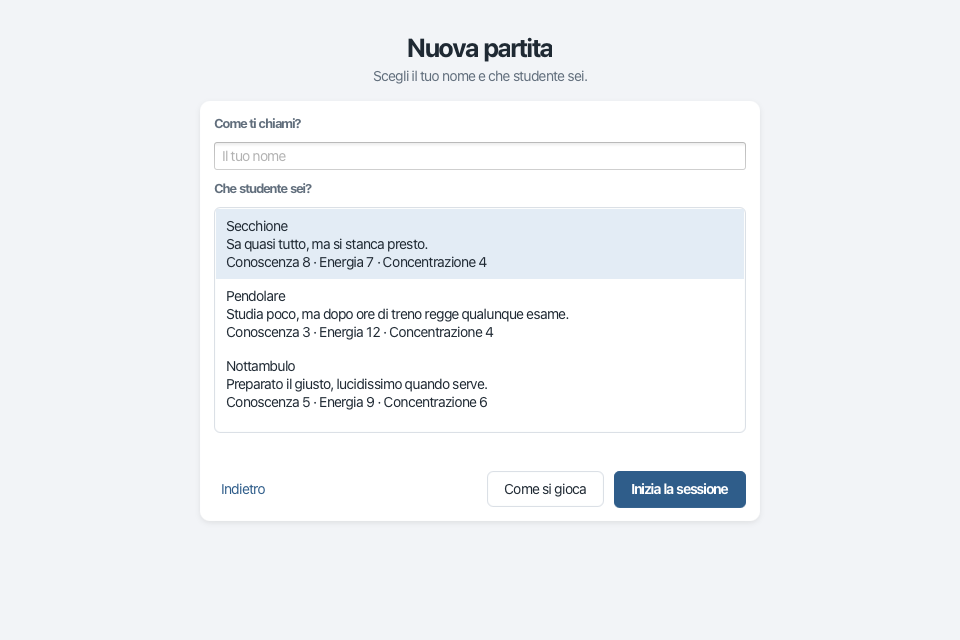 Nuova partita
Scegli il tuo nome e che studente sei.
Come ti chiami?
Il tuo nome
Che studente sei?
Secchione
Sa quasi tutto, ma si stanca presto.
Conoscenza 8 · Energia 7 · Concentrazione 4
Pendolare
Studia poco, ma dopo ore di treno regge qualunque esame.
Conoscenza 3 · Energia 12 · Concentrazione 4
Nottambulo
Preparato il giusto, lucidissimo quando serve.
Conoscenza 5 · Energia 9 · Concentrazione 6
Indietro
Come si gioca
Inizia la sessione